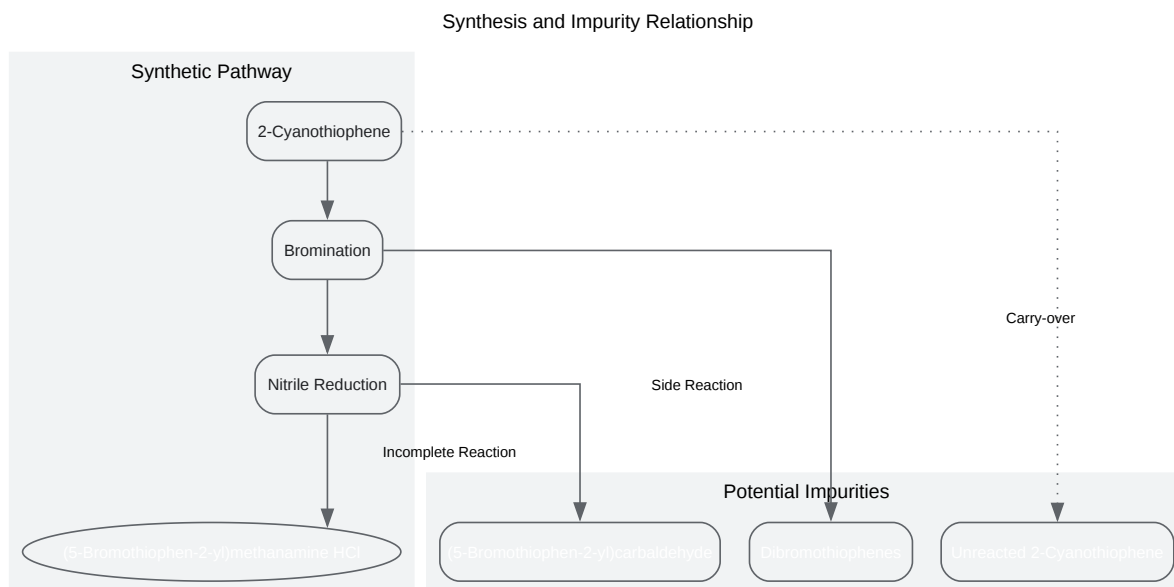 Synthesis and Impurity Relationship
Synthetic Pathway
2-Cyanothiophene
Bromination
Carry-over
Nitrile Reduction
Side Reaction
Incomplete Reaction
Potential Impurities
(5-Bromothiophen-2-yl)methanamine HCl
(5-Bromothiophen-2-yl)carbaldehyde
Dibromothiophenes
Unreacted 2-Cyanothiophene